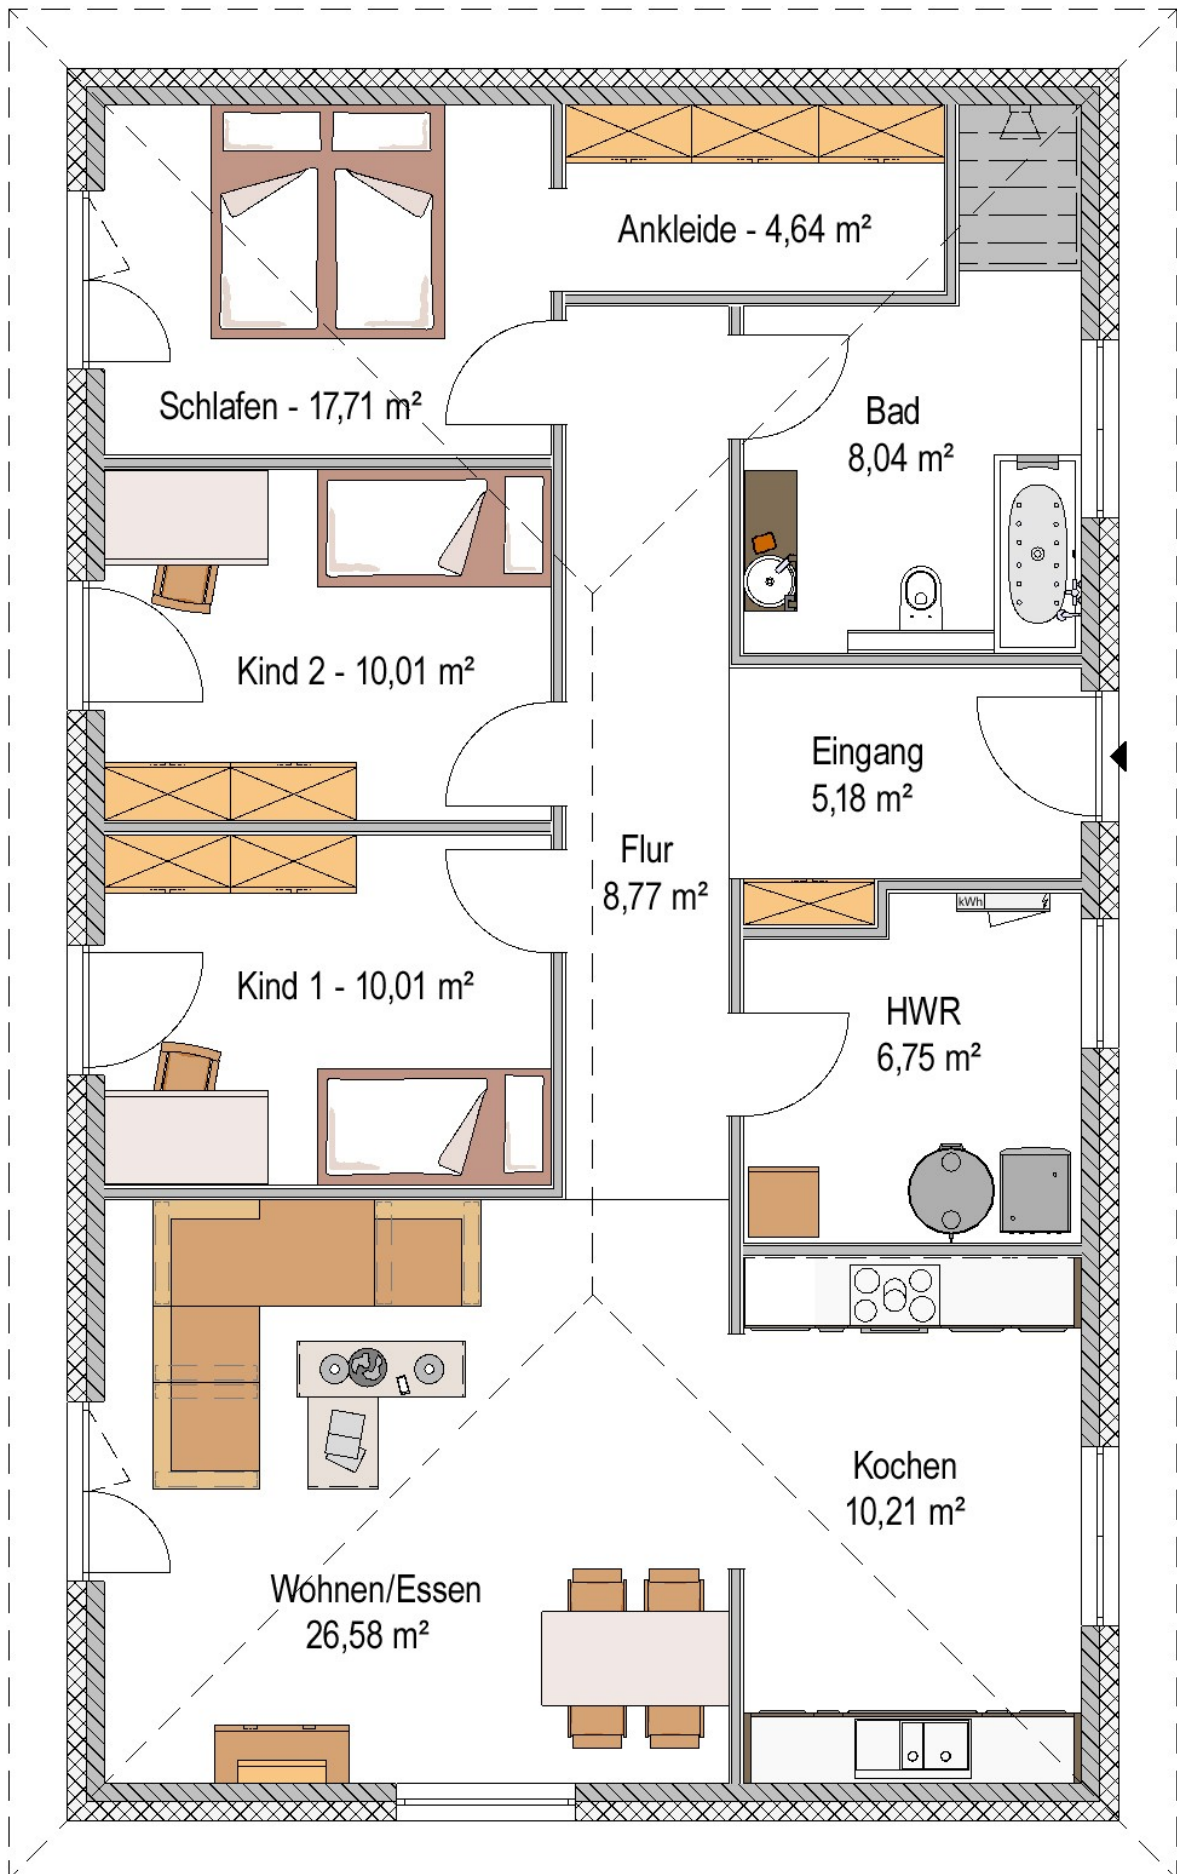 Ankleide - 4,64 m²
Schlafen - 17,71 m²
Bad
8,04 m²
Kind 2 - 10,01 m²
Eingang
5,18 m²
Flur
8,77 m²
kWh
Kind 1 - 10,01 m²
HWR
6,75 m²
Kochen
10,21 m²
Wohnen/Essen
26,58 m²